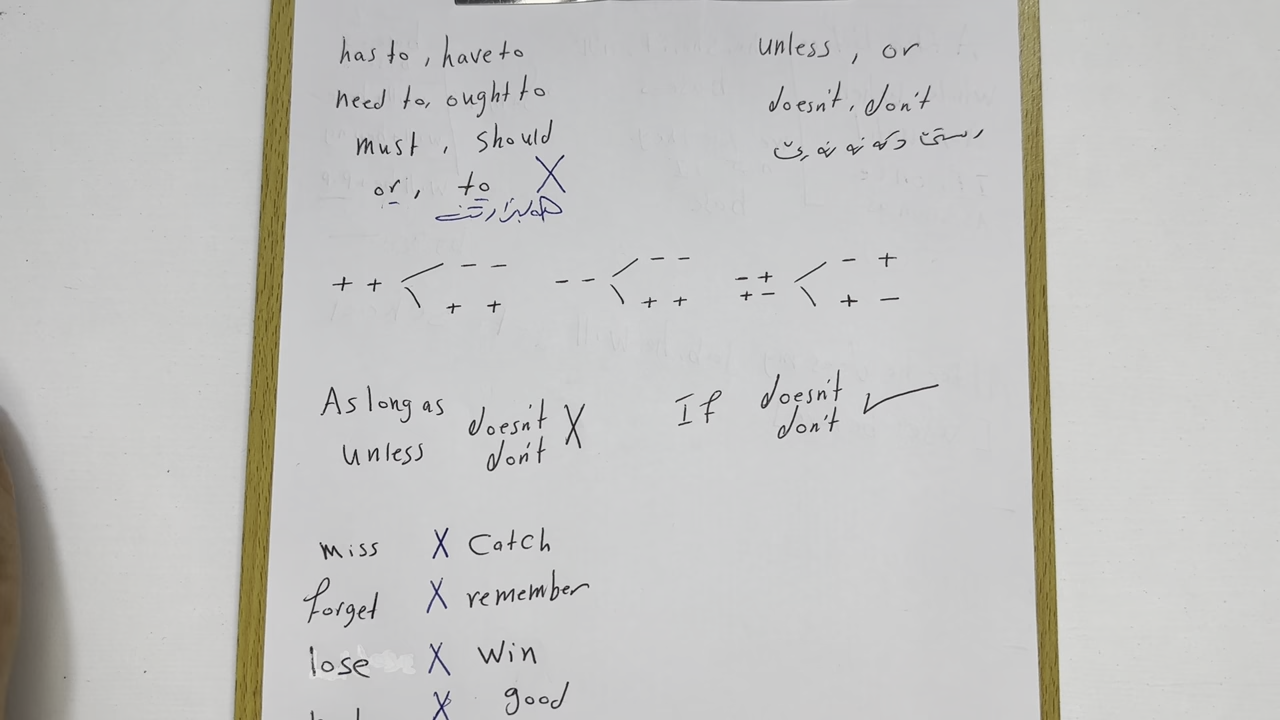 has to , have to
need to, ought to
must , should
or , to X
unless , or
doesn't , don't
+ + - - + +
- - - - + +
- + + - - + + -
As long as
unless
doesn't
don't X
If
doesn't
don't ✓
miss X Catch
forget X remember
lose X Win
X good